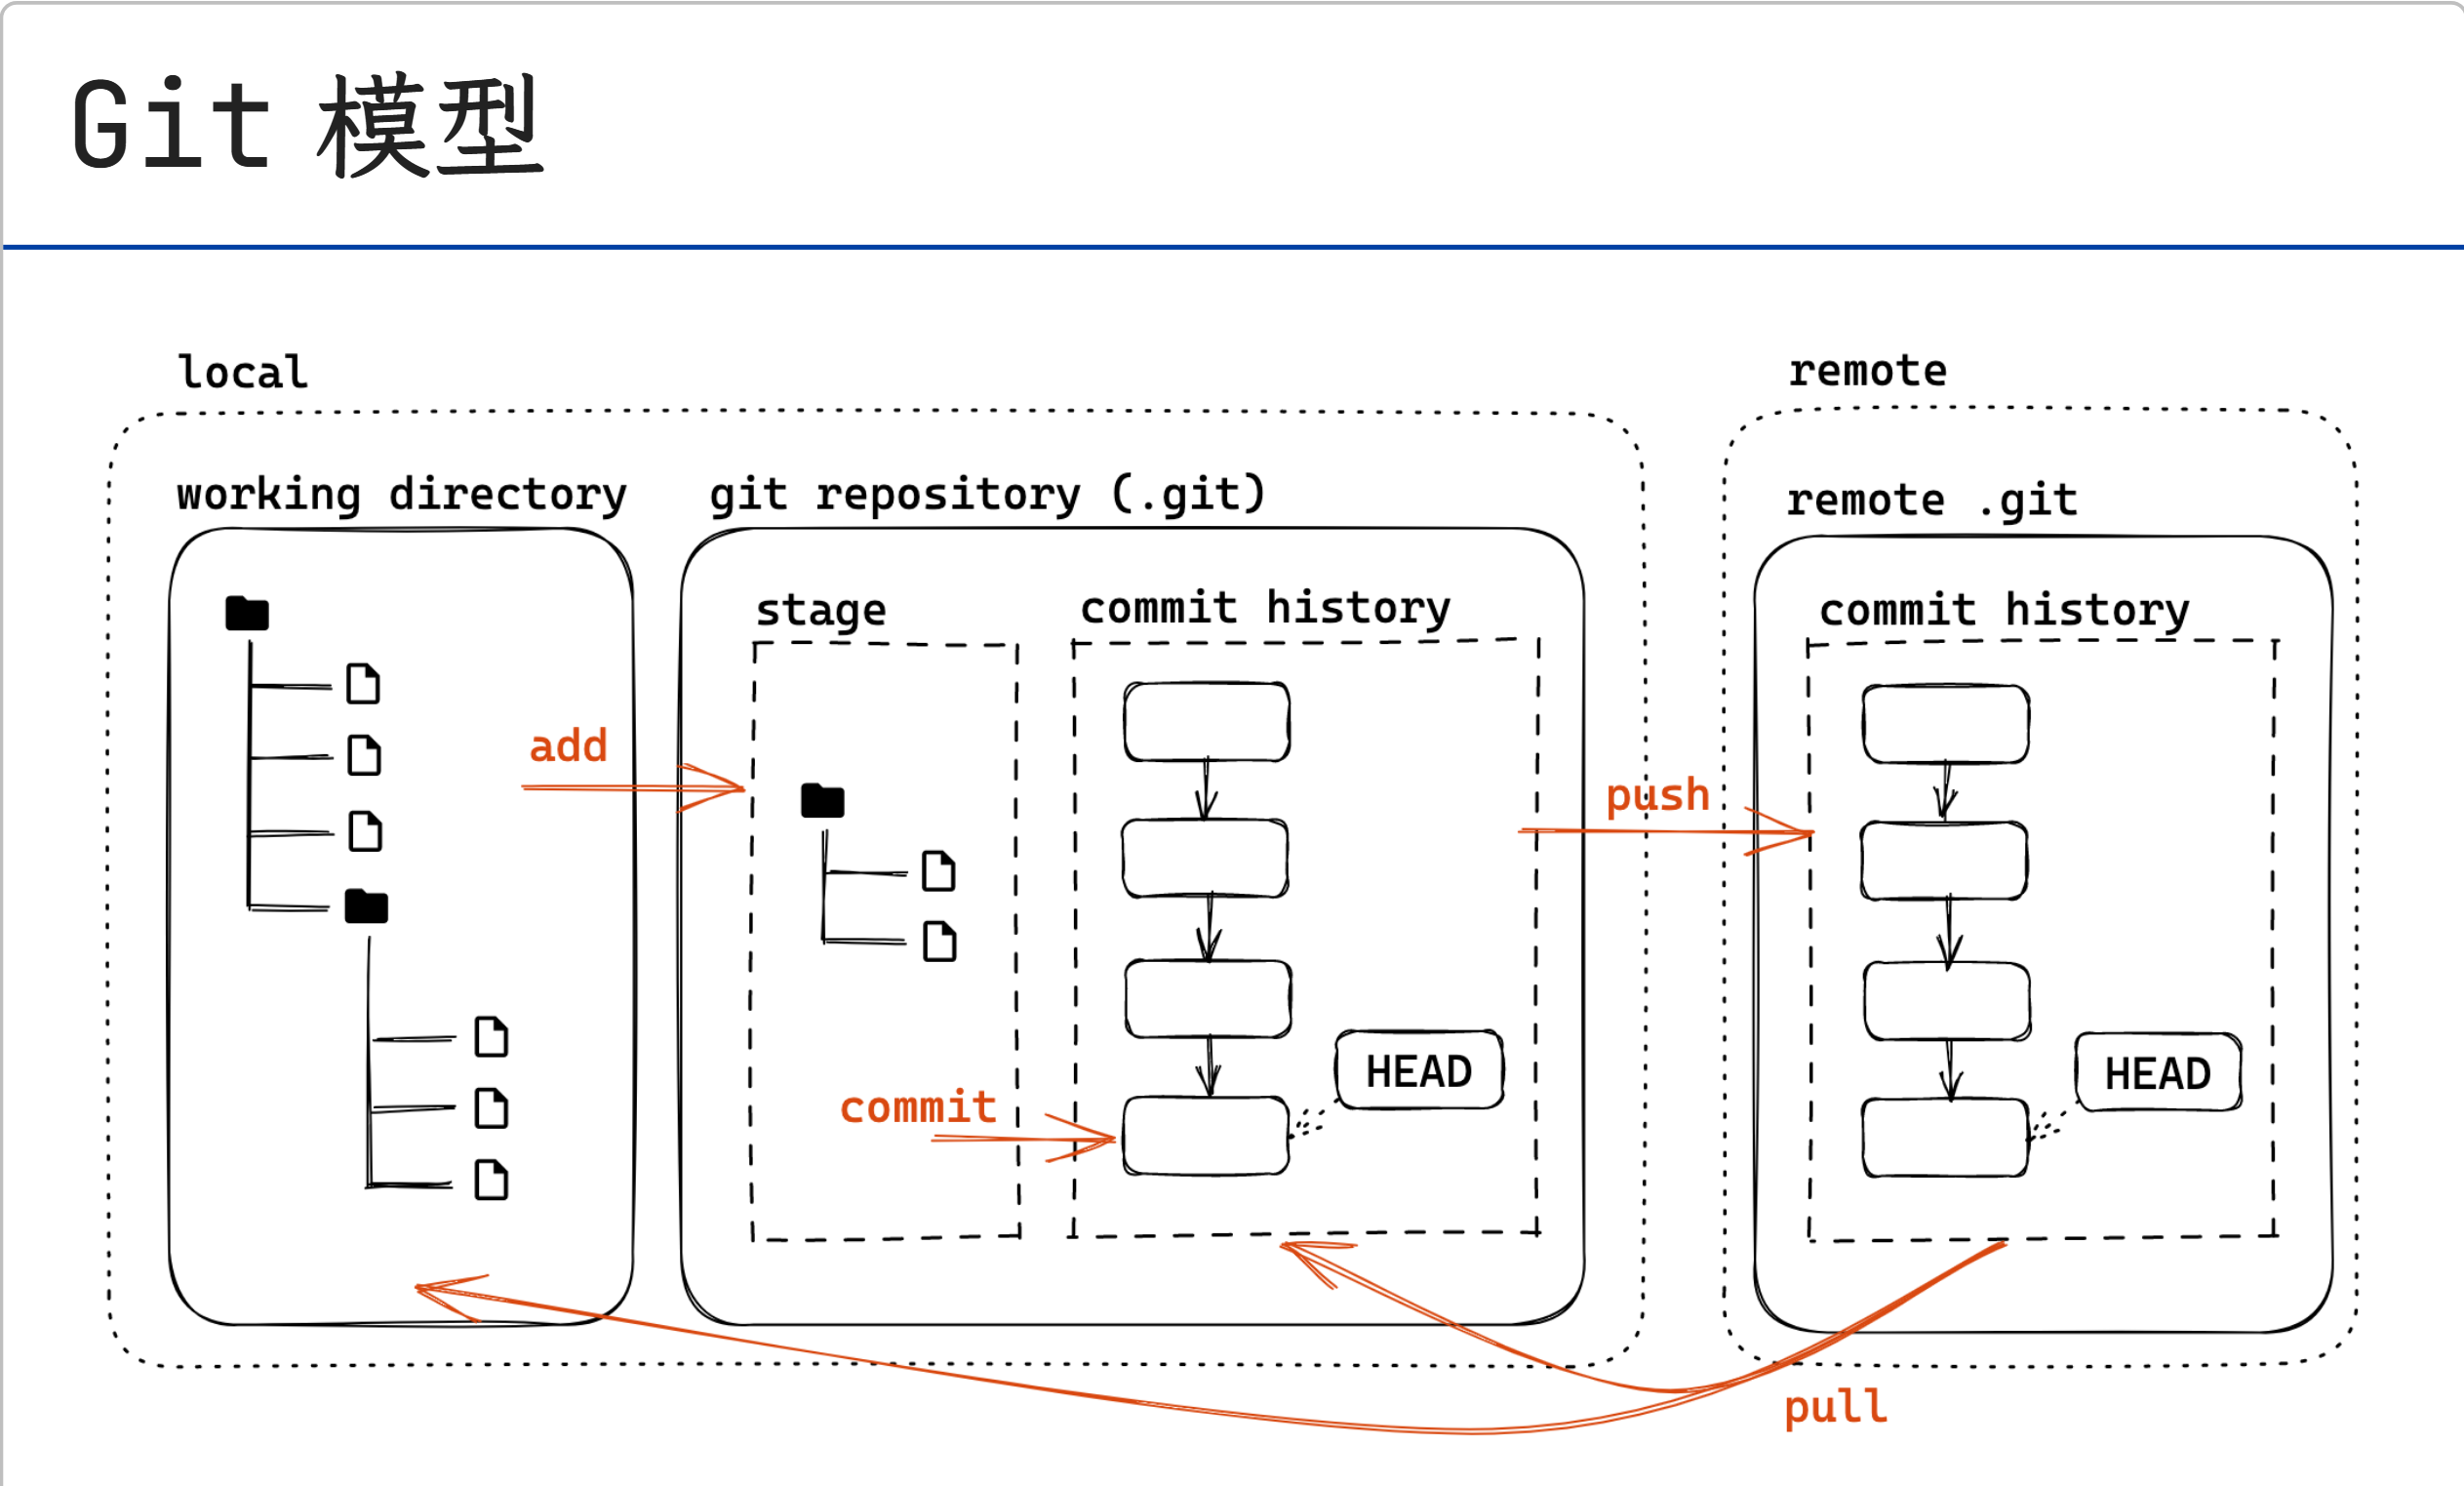 Git 模型
local
remote
working directory
git repository (.git)
remote .git
stage
commit history
commit history
add
push
HEAD
HEAD
commit
pull